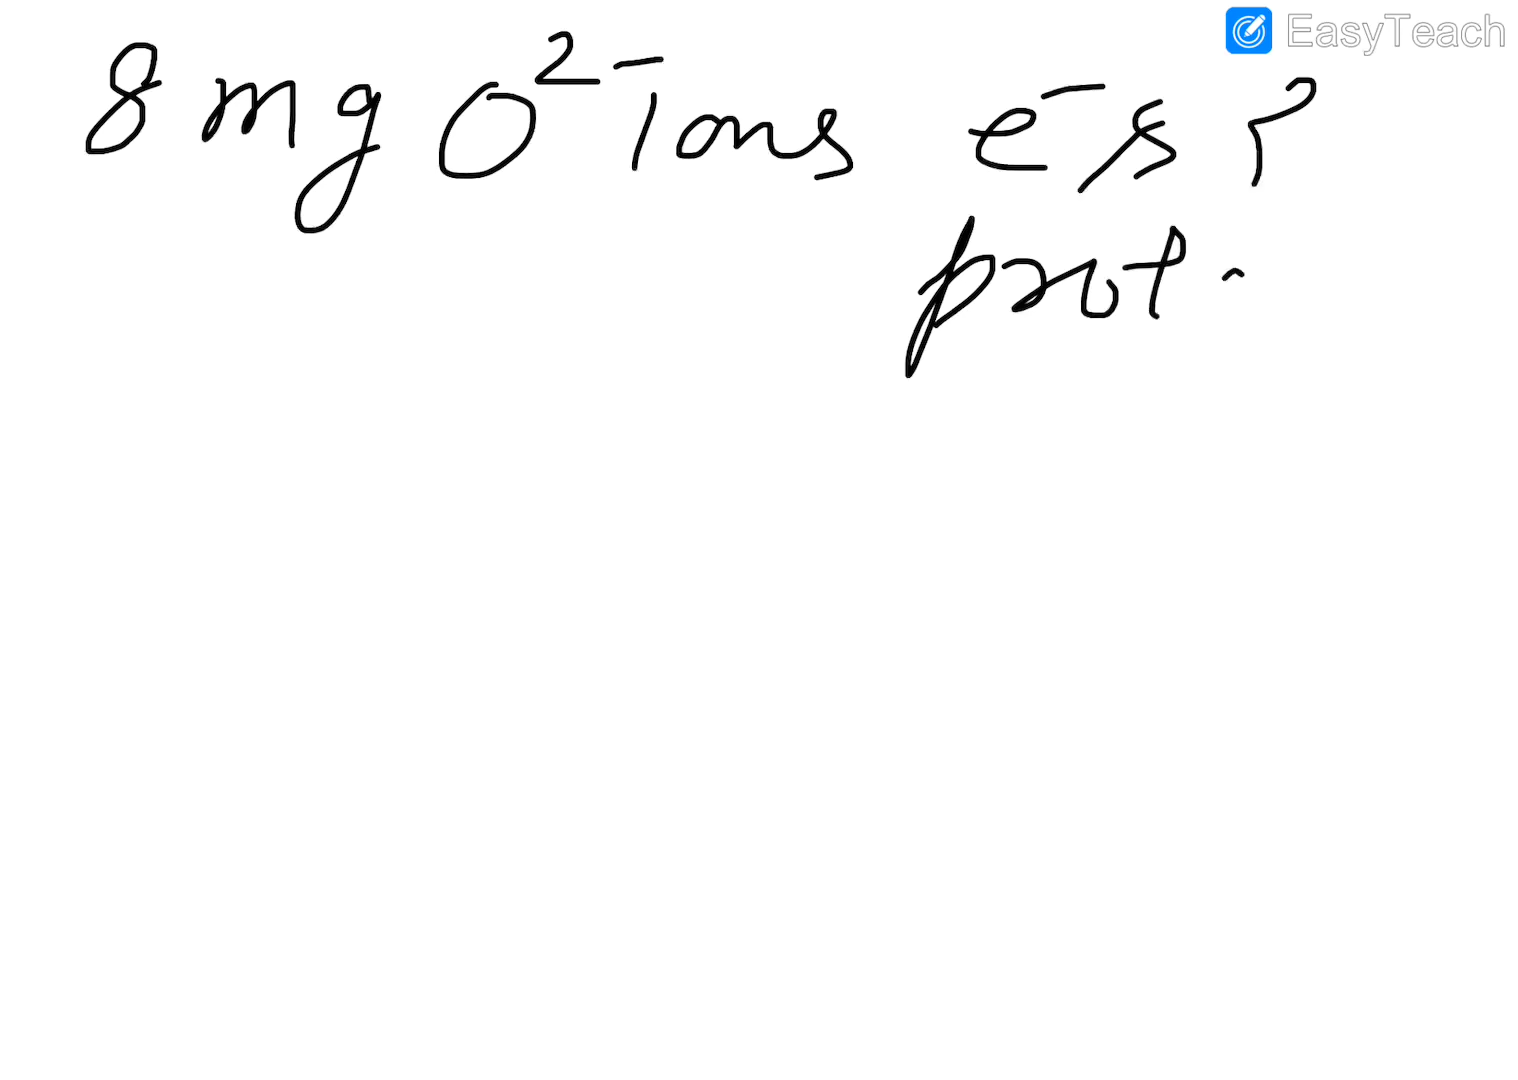 EasyTeach
8 mg O²⁻ ions e⁻s ?
prot